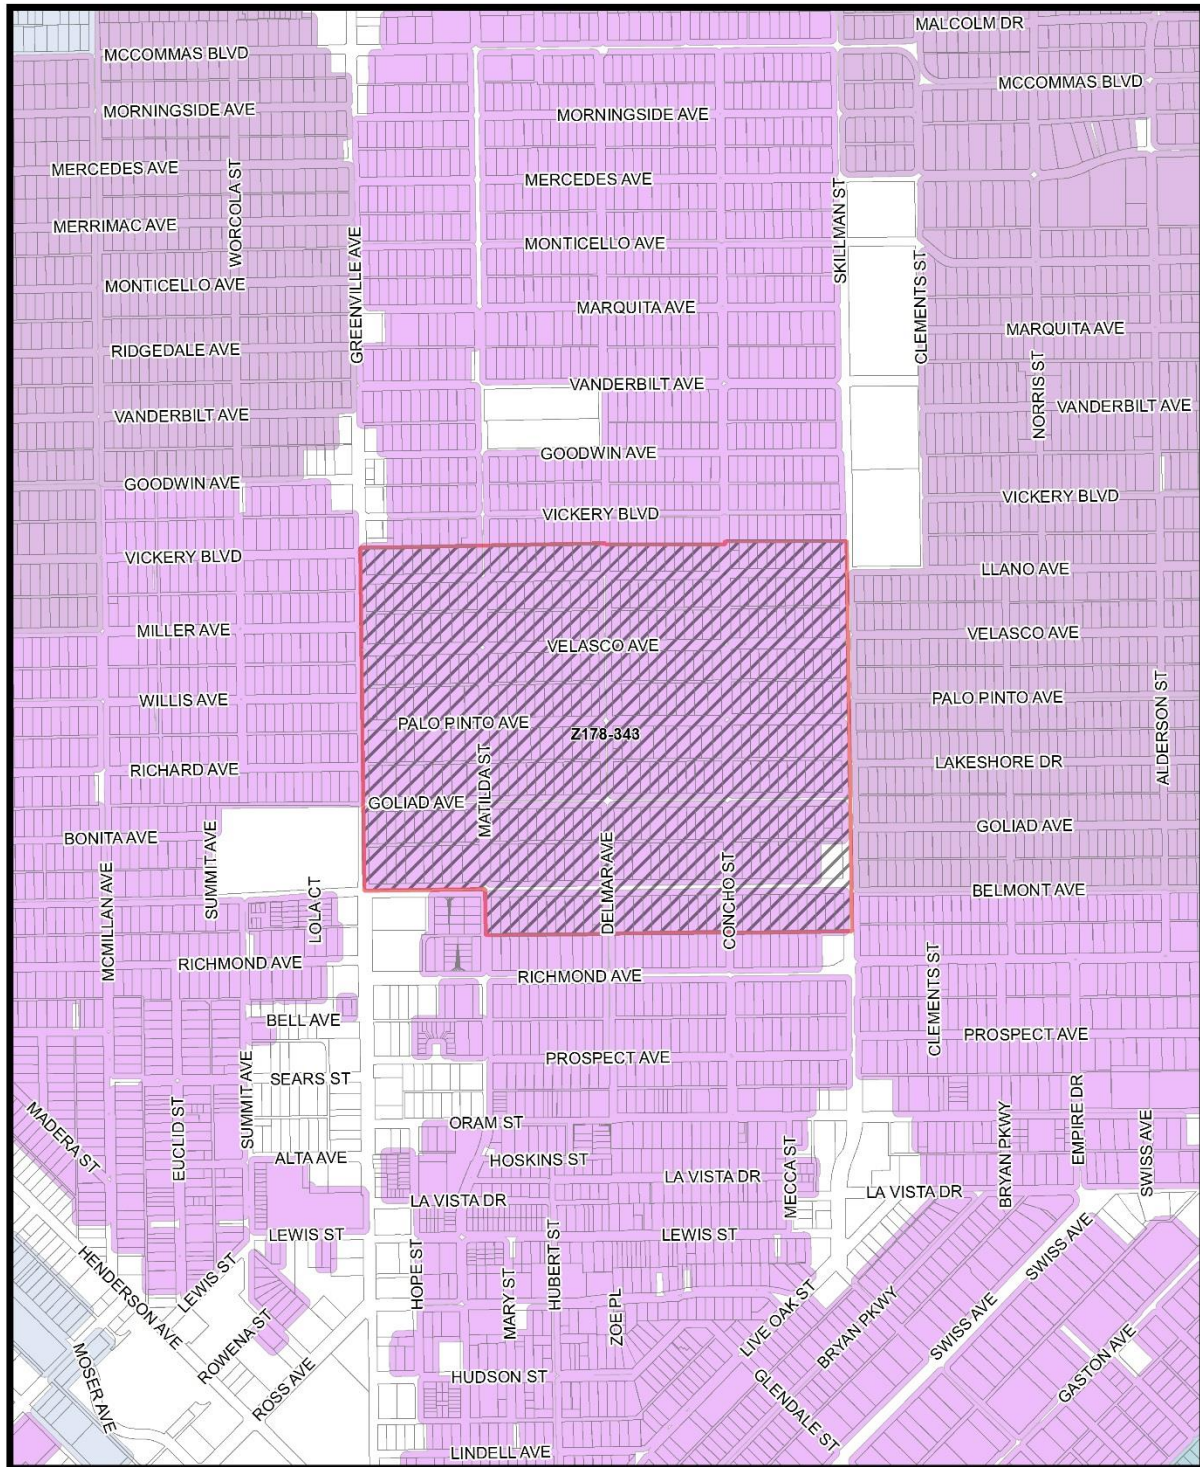 MALCOLM DR
MCCOMMAS BLVD
MCCOMMAS BLVD
MORNINGSIDE AVE
MORNINGSIDE AVE
MERCEDES AVE
MERCEDES AVE
WORCOLA ST
MERRIMAC AVE
SKILLMAN ST
MONTICELLO AVE
MONTICELLO AVE
GREENVILLE AVE
CLEMENTS ST
MARQUITA AVE
MARQUITA AVE
RIDGEDALE AVE
VANDERBILT AVE
NORRIS ST
VANDERBILT AVE
VANDERBILT AVE
GOODWIN AVE
GOODWIN AVE
VICKERY BLVD
VICKERY BLVD
VICKERY BLVD
LLANO AVE
MILLER AVE
VELASCO AVE
VELASCO AVE
WILLIS AVE
PALO PINTO AVE
PALO PINTO AVE
Z178-343
ALDERSON ST
RICHARD AVE
LAKESHORE DR
MATILDA ST
GOLIAD AVE
GOLIAD AVE
BONITA AVE
SUMMIT AVE
DELMAR AVE
CONCHO ST
BELMONT AVE
MCMILLAN AVE
LOLA CT
RICHMOND AVE
RICHMOND AVE
CLEMENTS ST
BELL AVE
PROSPECT AVE
PROSPECT AVE
SEARS ST
SUMMIT AVE
MADERA ST
EUCLID ST
ORAM ST
BRYAN PKWY
EMPIRE DR
SWISS AVE
ALTA AVE
HOSKINS ST
MECCA ST
LA VISTA DR
LA VISTA DR
LA VISTA DR
LEWIS ST
LEWIS ST
HOPE ST
HUBERT ST
SWISS AVE
HENDERSON AVE
LEWIS ST
MARY ST
ZOE PL
LIVE OAK ST
BRYAN PKWY
SWISS AVE
ROWENA ST
GASTON AVE
MOSER AVE
ROSS AVE
HUDSON ST
GLENDALE ST
LINDELL AVE